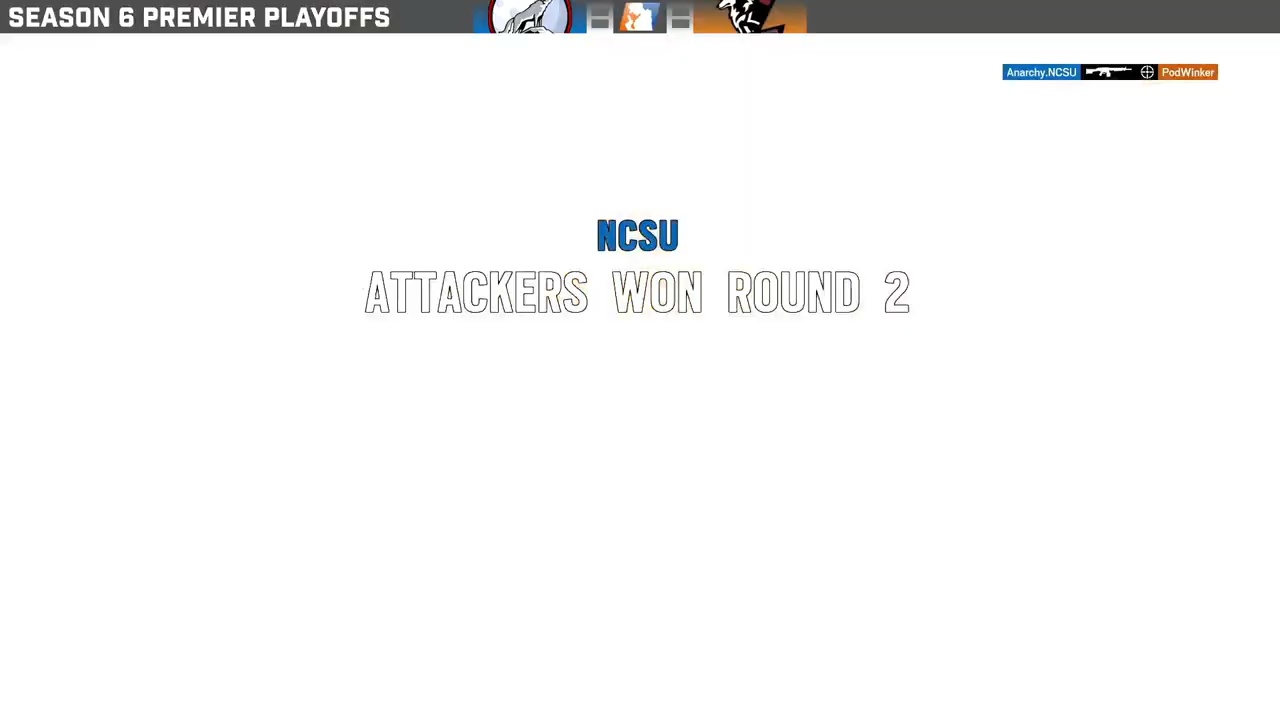 SEASON 6 PREMIER PLAYOFFS
Anarchy.NCSU PodWinker
NCSU
ATTACKERS WON ROUND 2